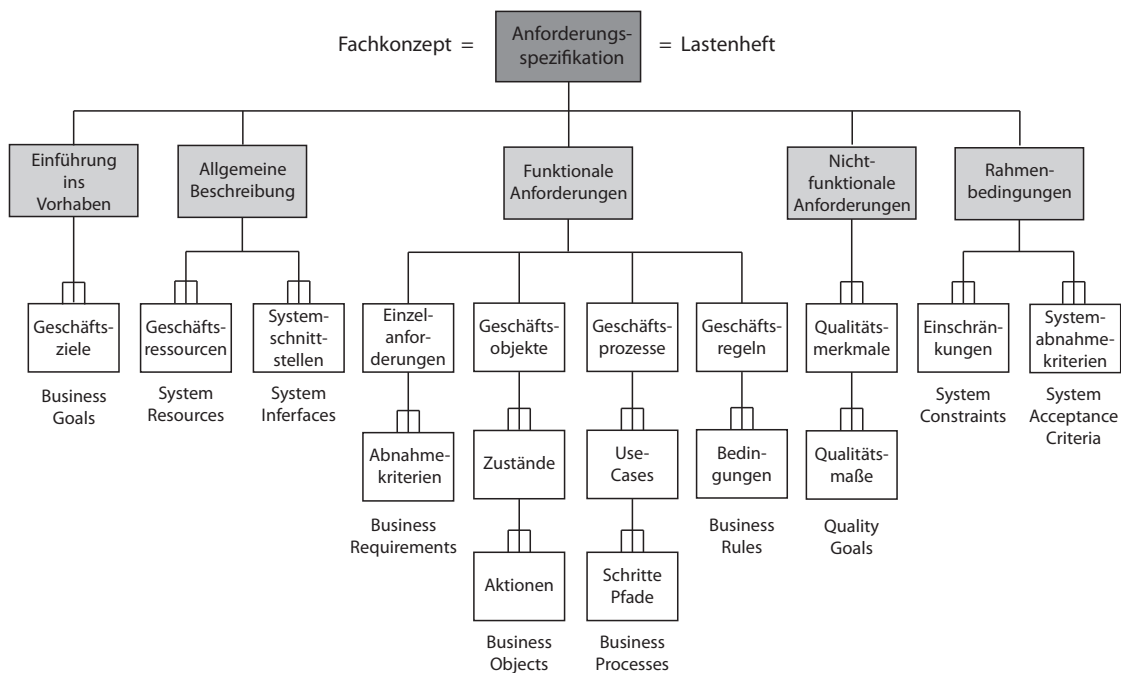 Fachkonzept =
Anforderungs-
spezifikation
= Lastenheft
Einführung
ins
Vorhaben
Allgemeine
Beschreibung
Funktionale
Anforderungen
Nicht-
funktionale
Anforderungen
Rahmen-
bedingungen
Geschäfts-
ziele
Geschäfts-
ressourcen
System-
schnitt-
stellen
Einzel-
anfor-
derungen
Geschäfts-
objekte
Geschäfts-
prozesse
Geschäfts-
regeln
Qualitäts-
merkmale
Einschrän-
kungen
System-
abnahme-
kriterien
Business
Goals
System
Resources
System
Inferfaces
System
Constraints
System
Acceptance
Criteria
Abnahme-
kriterien
Zustände
Use-
Cases
Bedin-
gungen
Qualitäts-
maße
Business
Requirements
Business
Rules
Quality
Goals
Aktionen
Schritte
Pfade
Business
Objects
Business
Processes